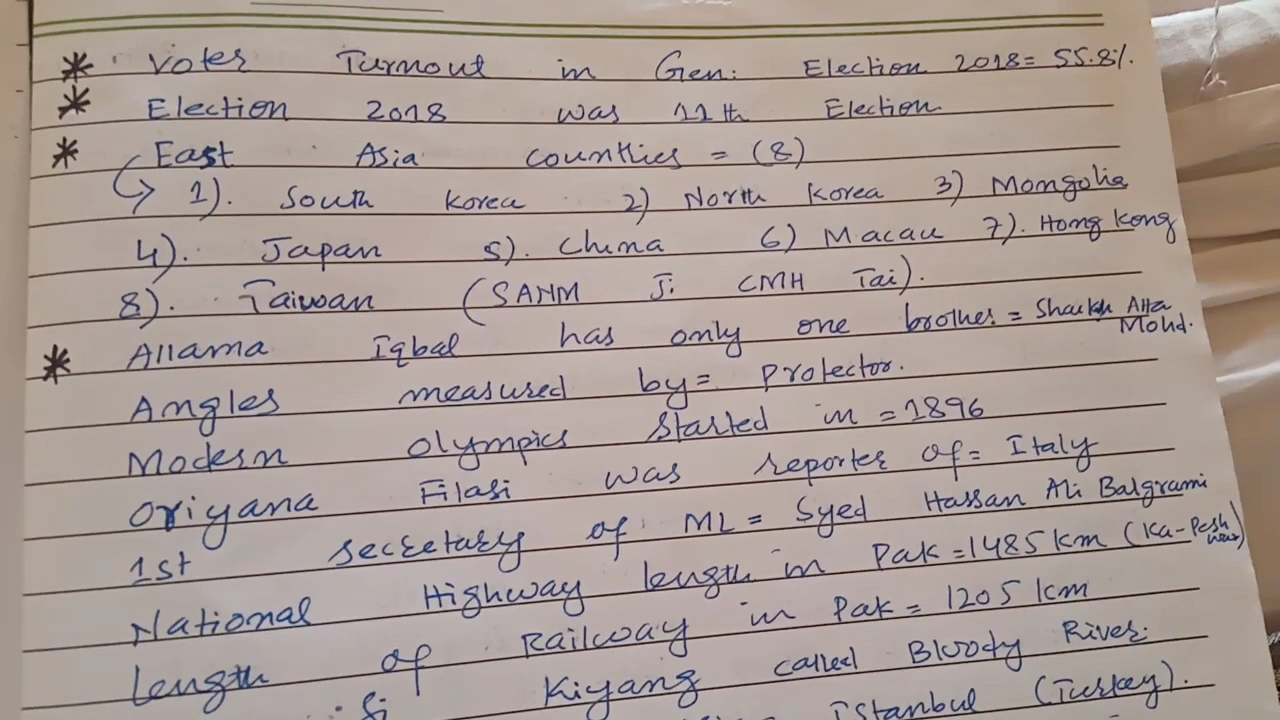 * Voter Turnout in Gen: Election 2018 = 55.8%.
* Election 2018 was 11th Election
* East Asia countries = (8)
↳ 1). South Korea 2) North Korea 3) Mongolia
4). Japan 5). China 6) Macau 7). Hong Kong
8). Taiwan (SANM J. CMH Tai).
* Allama Iqbal has only one brother = Shaikh Atta Mohd.
Angles measured by = Protector.
Modern Olympics started in = 1896
Oriyana Filasi was reporter of = Italy
1st secretary of ML = Syed Hassan Ali Balgrami
National Highway length in Pak = 1485 km (Ka-Peshawar)
Length of Railway in Pak = 1205 km
Si Kiyang called Bloody River.
Istanbul (Turkey).